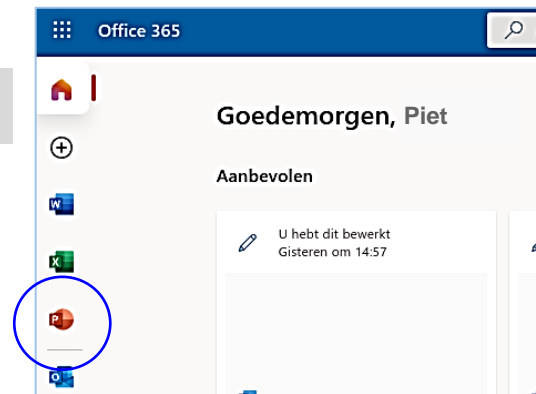 Office 365
Goedemorgen, Piet
Aanbevolen
U hebt dit bewerkt
Gisteren om 14:57